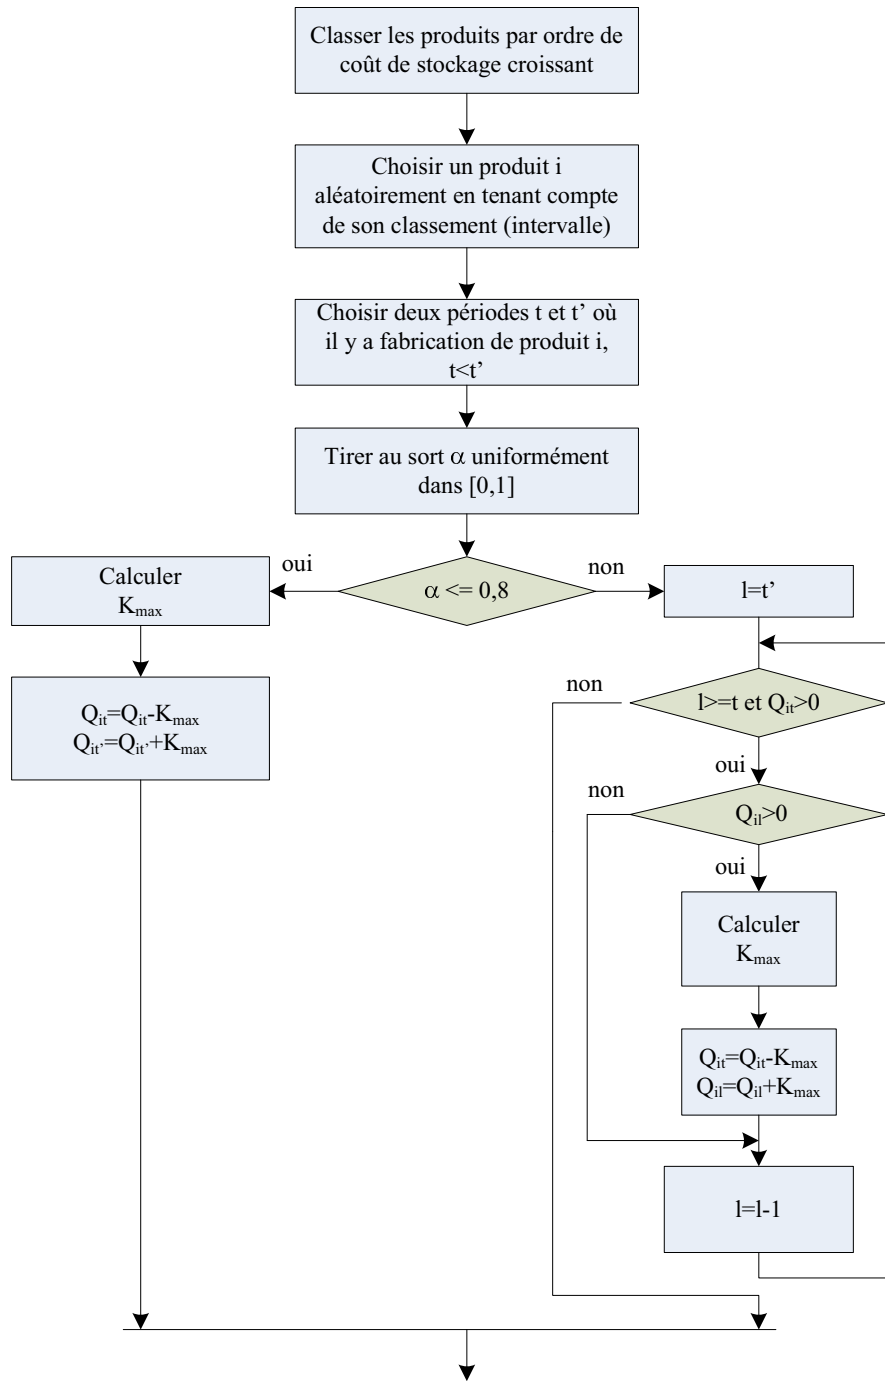 Classer les produits par ordre de
coût de stockage croissant
Choisir un produit i
aléatoirement en tenant compte
de son classement (intervalle)
Choisir deux périodes t et t’ où
il y a fabrication de produit i,
t<t’
Tirer au sort α uniformément
dans [0,1]
oui
α <= 0,8
non
Calculer
Kmax
l=t’
Qit=Qit-Kmax
Qit’=Qit’+Kmax
non
l>=t et Qit>0
oui
non
Qil>0
oui
Calculer
Kmax
Qit=Qit-Kmax
Qil=Qil+Kmax
l=l-1